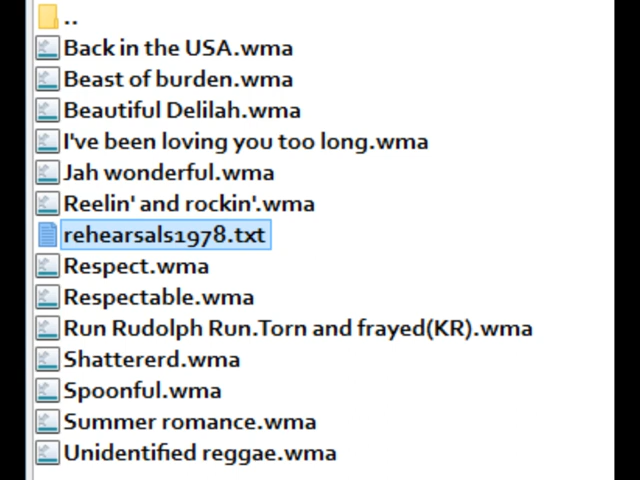 ..
Back in the USA.wma
Beast of burden.wma
Beautiful Delilah.wma
I've been loving you too long.wma
Jah wonderful.wma
Reelin' and rockin'.wma
rehearsals1978.txt
Respect.wma
Respectable.wma
Run Rudolph Run.Torn and frayed(KR).wma
Shattererd.wma
Spoonful.wma
Summer romance.wma
Unidentified reggae.wma